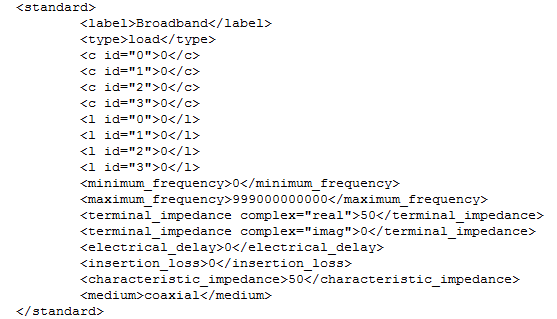 <standard>
<label>Broadband</label>
<type>load</type>
<c id="0">0</c>
<c id="1">0</c>
<c id="2">0</c>
<c id="3">0</c>
<l id="0">0</l>
<l id="1">0</l>
<l id="2">0</l>
<l id="3">0</l>
<minimum_frequency>0</minimum_frequency>
<maximum_frequency>999000000000</maximum_frequency>
<terminal_impedance complex="real">50</terminal_impedance>
<terminal_impedance complex="imag">0</terminal_impedance>
<electrical_delay>0</electrical_delay>
<insertion_loss>0</insertion_loss>
<characteristic_impedance>50</characteristic_impedance>
<medium>coaxial</medium>
</standard>